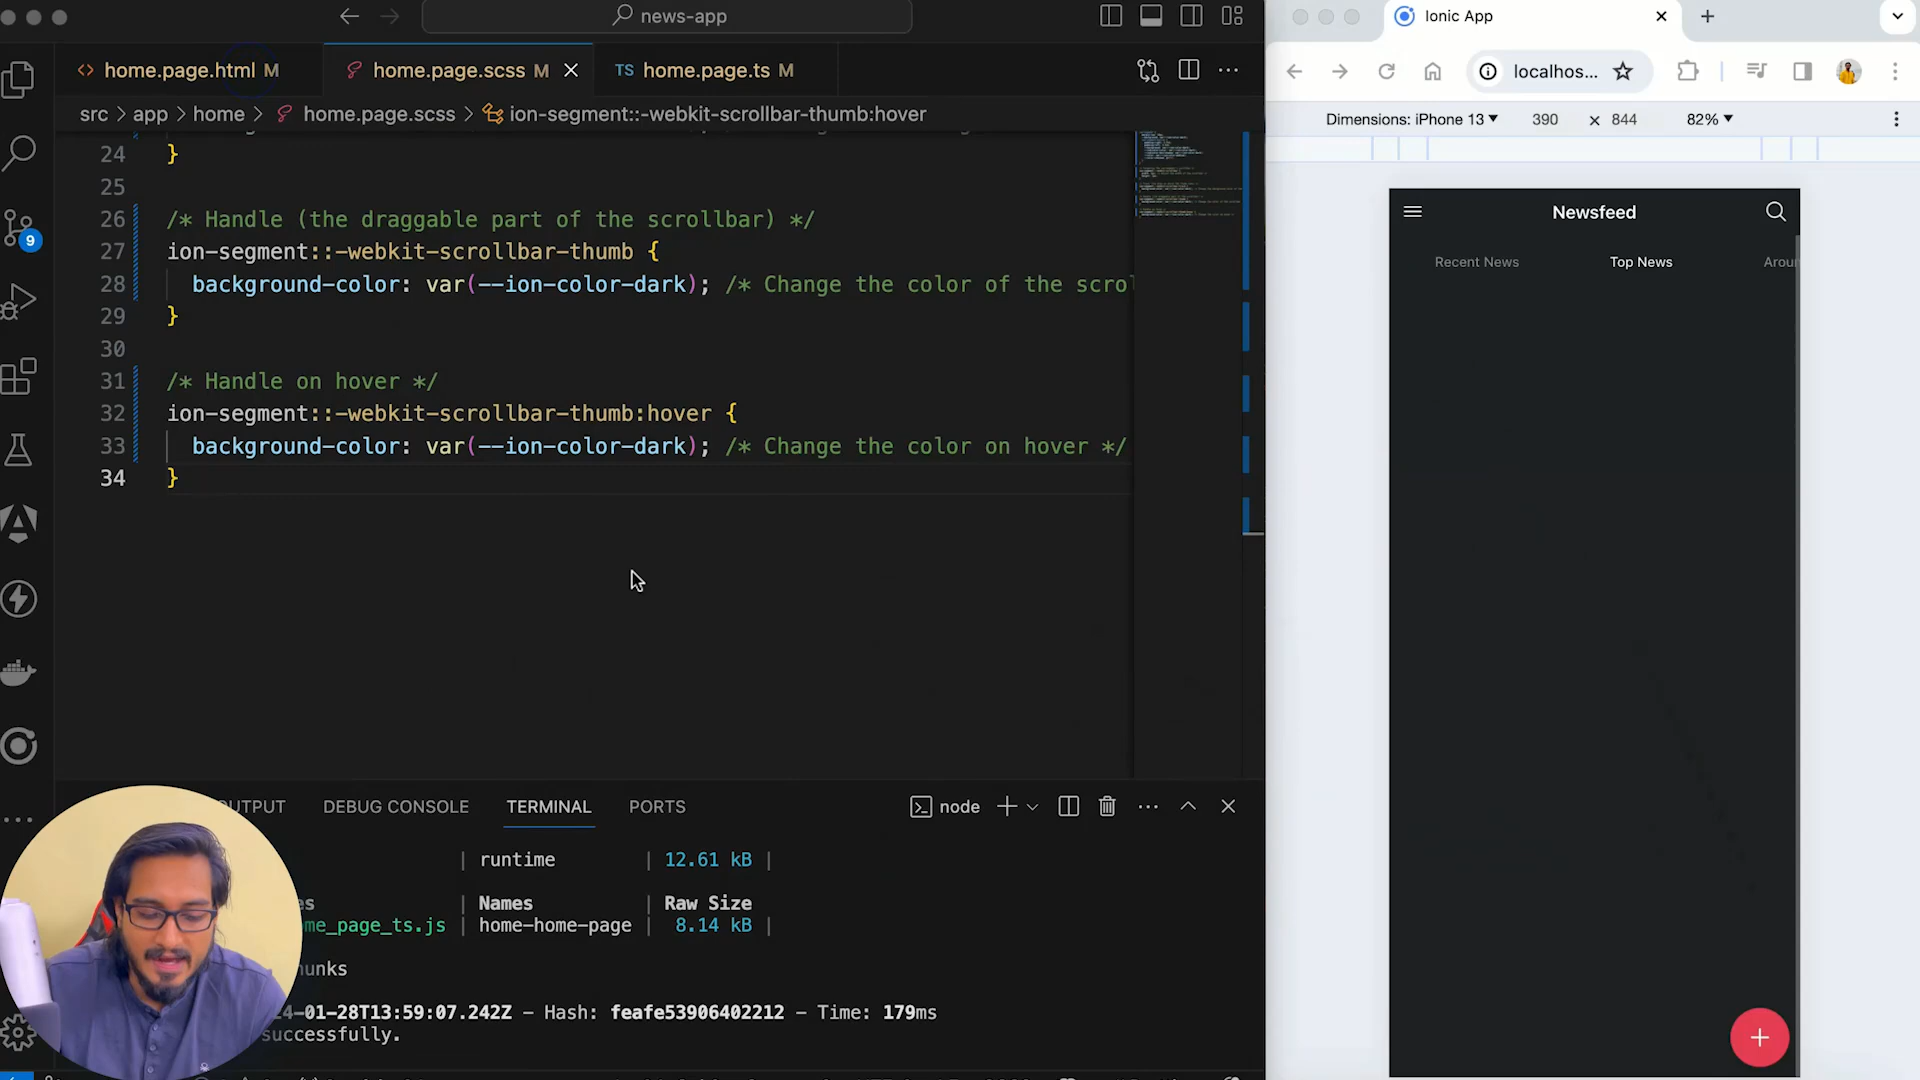 news-app
home.page.html M
home.page.scss M
TS home.page.ts M
src > app > home > home.page.scss > ion-segment::-webkit-scrollbar-thumb:hover
24 }
25
26 /* Handle (the draggable part of the scrollbar) */
27 ion-segment::-webkit-scrollbar-thumb {
28 background-color: var(--ion-color-dark); /* Change the color of the scrol
29 }
30
31 /* Handle on hover */
32 ion-segment::-webkit-scrollbar-thumb:hover {
33 background-color: var(--ion-color-dark); /* Change the color on hover */
34 }
9
UTPUT DEBUG CONSOLE TERMINAL PORTS
node
| runtime | 12.61 kB |
es | Names | Raw Size
me_page_ts.js | home-home-page | 8.14 kB |
hunks
4-01-28T13:59:07.242Z - Hash: feafe53906402212 - Time: 179ms
successfully.
Ionic App
localhos...
Dimensions: iPhone 13 390 × 844 82%
Newsfeed
Recent News Top News Arou